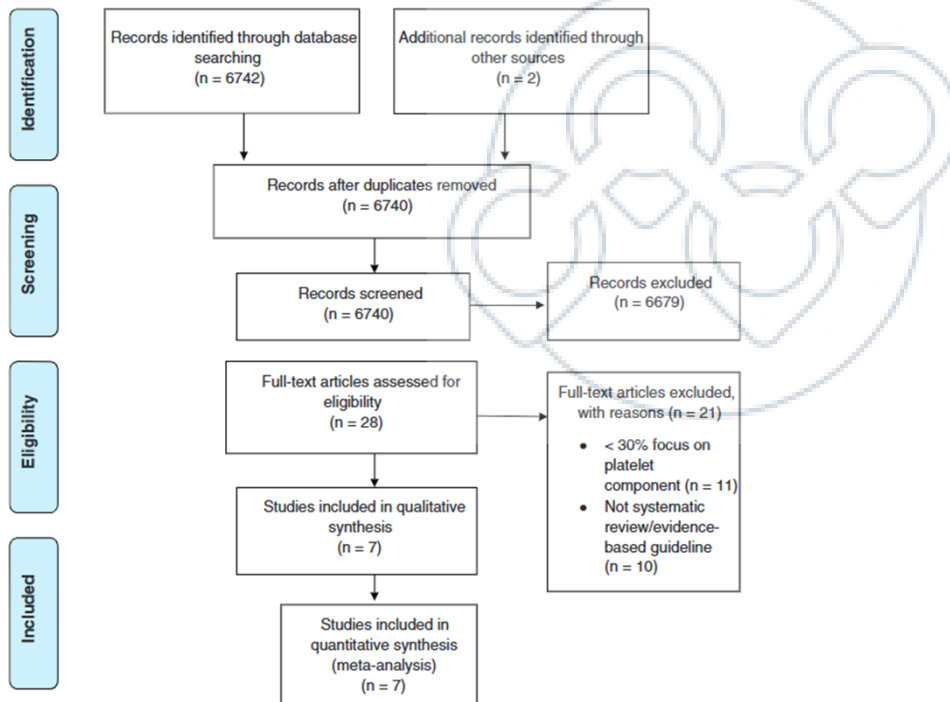 Identification
Records identified through database
searching
(n = 6742)
Additional records identified through
other sources
(n = 2)
Records after duplicates removed
(n = 6740)
Screening
Records screened
(n = 6740)
Records excluded
(n = 6679)
Eligibility
Full-text articles assessed for
eligibility
(n = 28)
Full-text articles excluded,
with reasons (n = 21)
• < 30% focus on
platelet
component (n = 11)
• Not systematic
review/evidence-
based guideline
(n = 10)
Studies included in qualitative
synthesis
(n = 7)
Included
Studies included in
quantitative synthesis
(meta-analysis)
(n = 7)